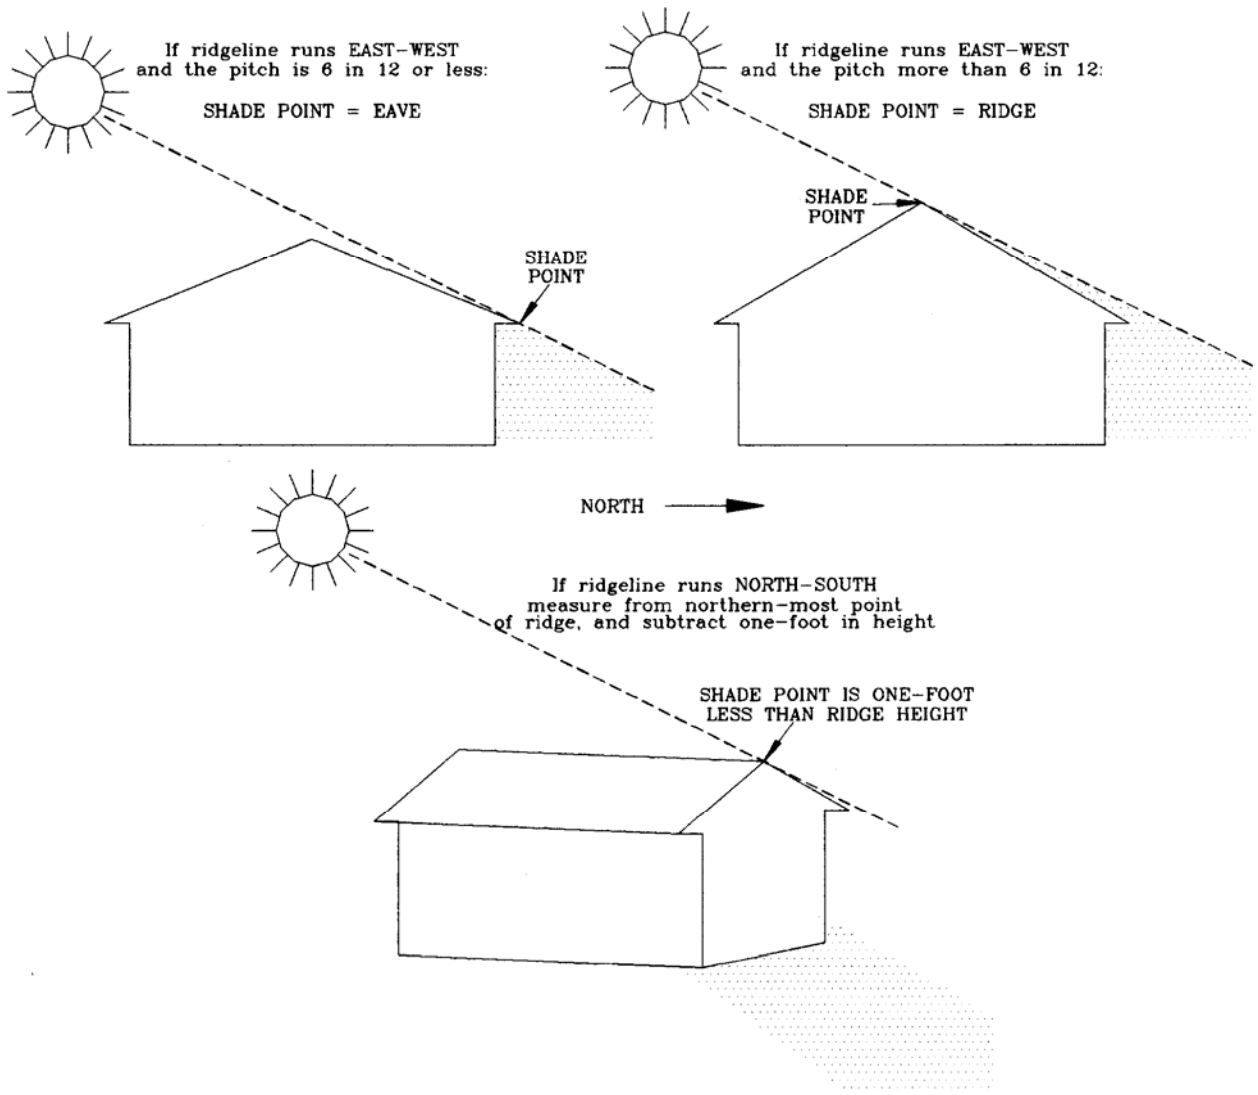 If ridgeline runs EAST-WEST
and the pitch is 6 in 12 or less:
SHADE POINT = EAVE
SHADE
POINT
If ridgeline runs EAST-WEST
and the pitch more than 6 in 12:
SHADE POINT = RIDGE
SHADE
POINT
NORTH
If ridgeline runs NORTH-SOUTH
measure from northern-most point
of ridge, and subtract one-foot in height
SHADE POINT IS ONE-FOOT
LESS THAN RIDGE HEIGHT